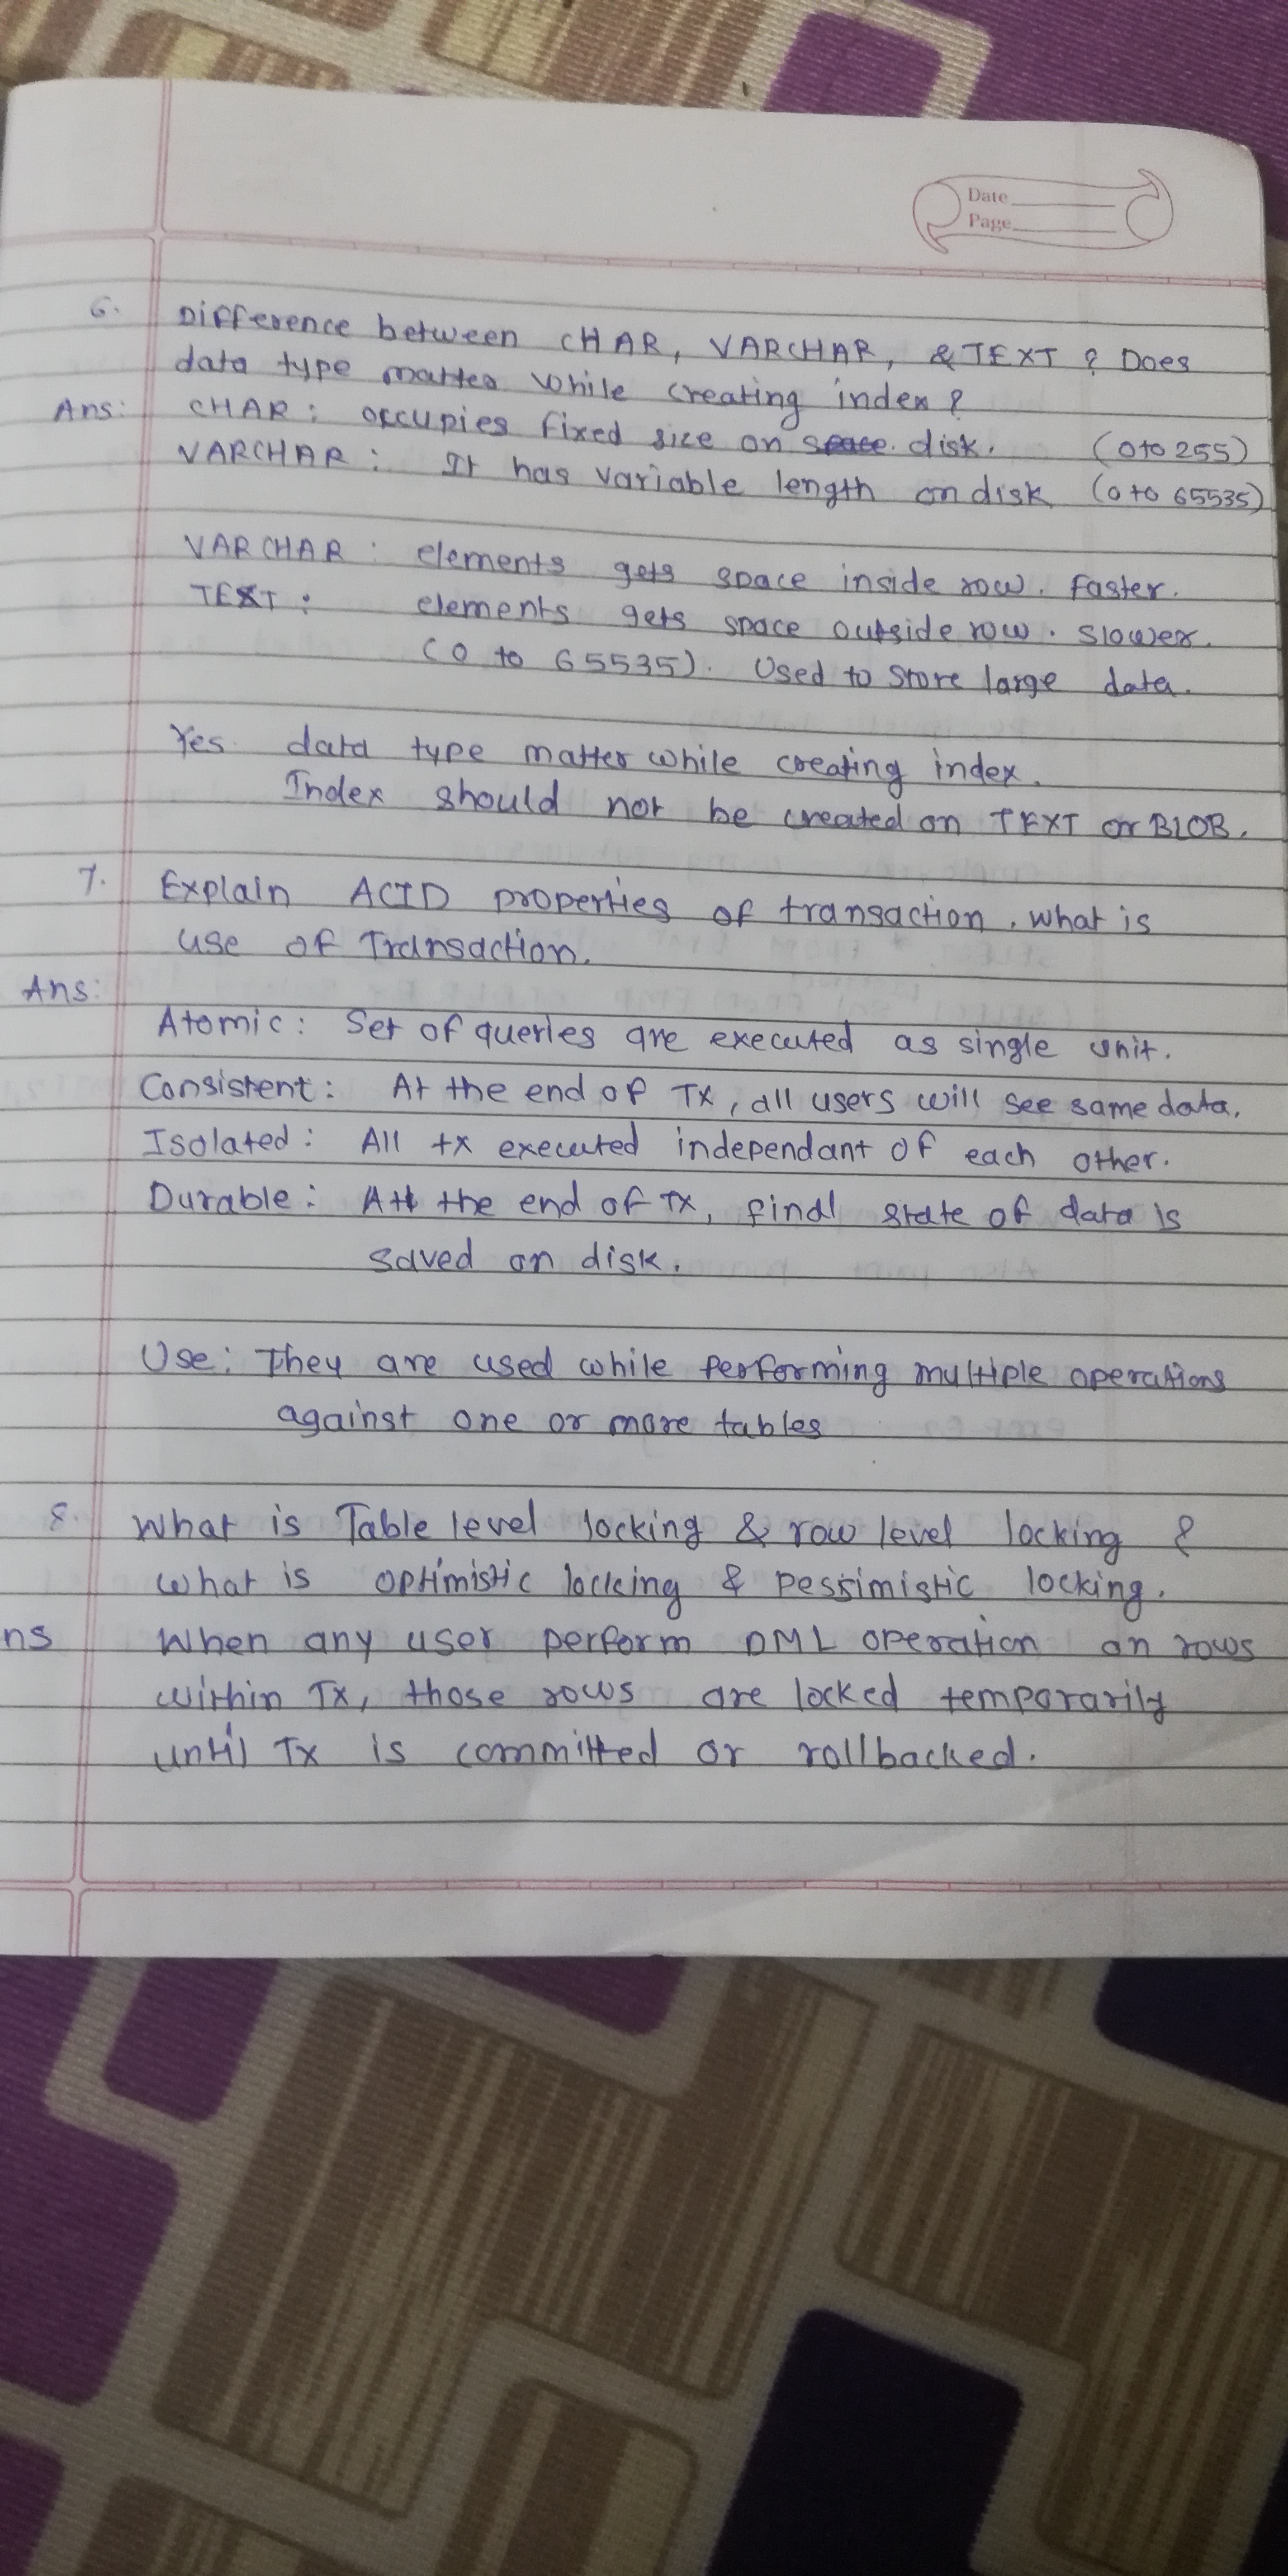 Date
Page
6. Difference between CHAR, VARCHAR, & TEXT ? Does
data type matter while creating index ?
Ans: CHAR : occupies fixed size on space. disk. (0 to 255)
VARCHAR : It has variable length on disk (0 to 65535)
VARCHAR : elements gets space inside row. Faster.
TEXT : elements gets space outside row. slower.
(0 to 65535). Used to store large data.
Yes. data type matter while creating index.
Index should not be created on TEXT or BLOB.
7. Explain ACID properties of transaction. what is
use of Transaction.
Ans:
Atomic : Set of queries are executed as single unit.
Consistent : At the end of Tx, all users will see same data.
Isolated : All tx executed independant of each other.
Durable : At the end of Tx, final state of data is
saved on disk.
Use : They are used while performing multiple operations
against one or more tables
8. What is Table level locking & row level locking ?
what is optimistic locking & pessimistic locking.
ns When any user perform DML operation on rows
within Tx, those rows are locked temporarily
until Tx is committed or rollbacked.